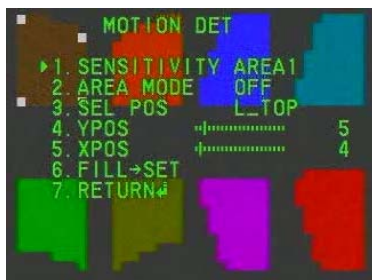 MOTION DET
1. SENSITIVITY AREA1
2. AREA MODE OFF
3. SEL POS L_TOP
4. YPOS 5
5. XPOS 4
6. FILL→SET
7. RETURN↲